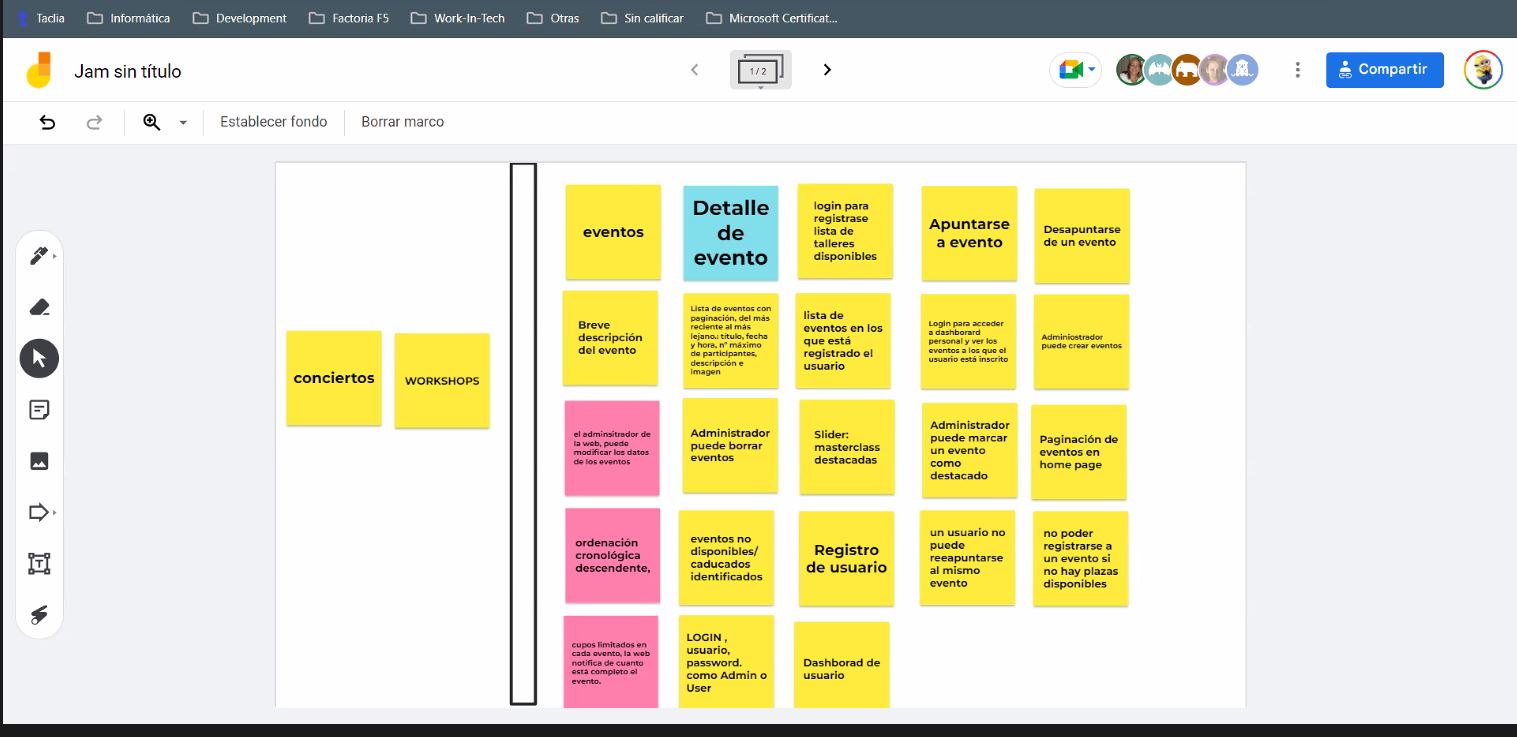 Taclia
Informática
Development
Factoria F5
Work-In-Tech
Otras
Sin calificar
Microsoft Certificat...
Jam sin título
1 / 2
Compartir
Establecer fondo
Borrar marco
conciertos
WORKSHOPS
eventos
Detalle
de
evento
login para
registrase
lista de
talleres
disponibles
Apuntarse
a evento
Desapuntarse
de un evento
Breve
descripción
del evento
Lista de eventos con
paginación, del más
reciente al más
lejano.: título, fecha
y hora, nº máximo
de participantes,
descripción e
imagen
lista de
eventos en los
que está
registrado el
usuario
Login para acceder
a dashborard
personal y ver los
eventos a los que el
usuario está inscrito
Adminiostrador
puede crear eventos
el adminsitrador de
la web, puede
modificar los datos
de los eventos
Administrador
puede borrar
eventos
Slider:
masterclass
destacadas
Administrador
puede marcar
un evento
como
destacado
Paginación de
eventos en
home page
ordenación
cronológica
descendente,
eventos no
disponibles/
caducados
identificados
Registro
de usuario
un usuario no
puede
reeapuntarse
al mismo
evento
no poder
registrarse a
un evento si
no hay plazas
disponibles
cupos limitados en
cada evento, la web
notifica de cuanto
está completo el
evento.
LOGIN ,
usuario,
password.
como Admin o
User
Dashborad de
usuario